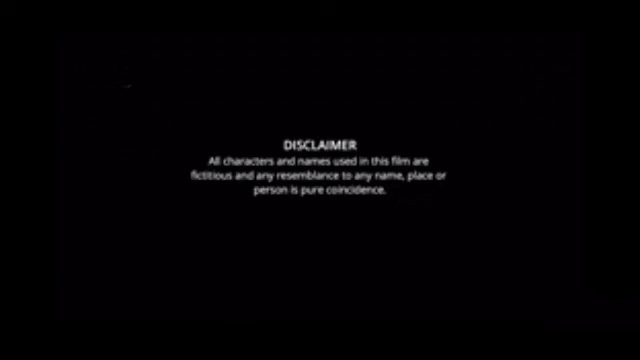 DISCLAIMER
All characters and names used in this film are
fictitious and any resemblance to any name, place or
person is pure coincidence.